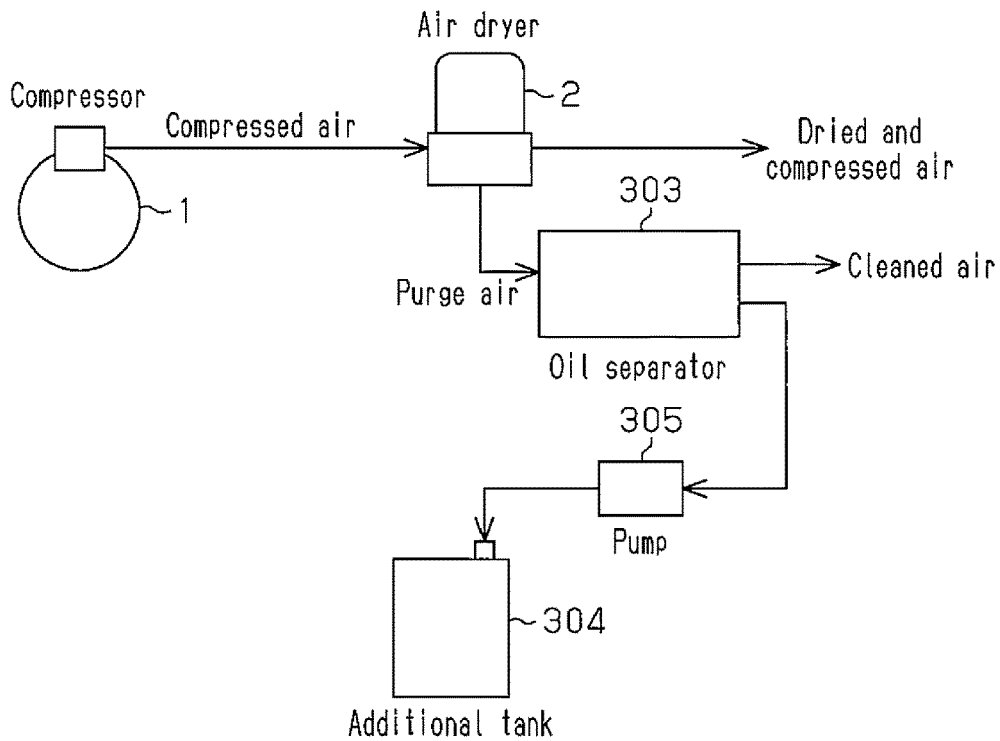 Air dryer
Compressor
2
Compressed air
Dried and
compressed air
1
303
Purge air
Cleaned air
Oil separator
305
Pump
304
Additional tank